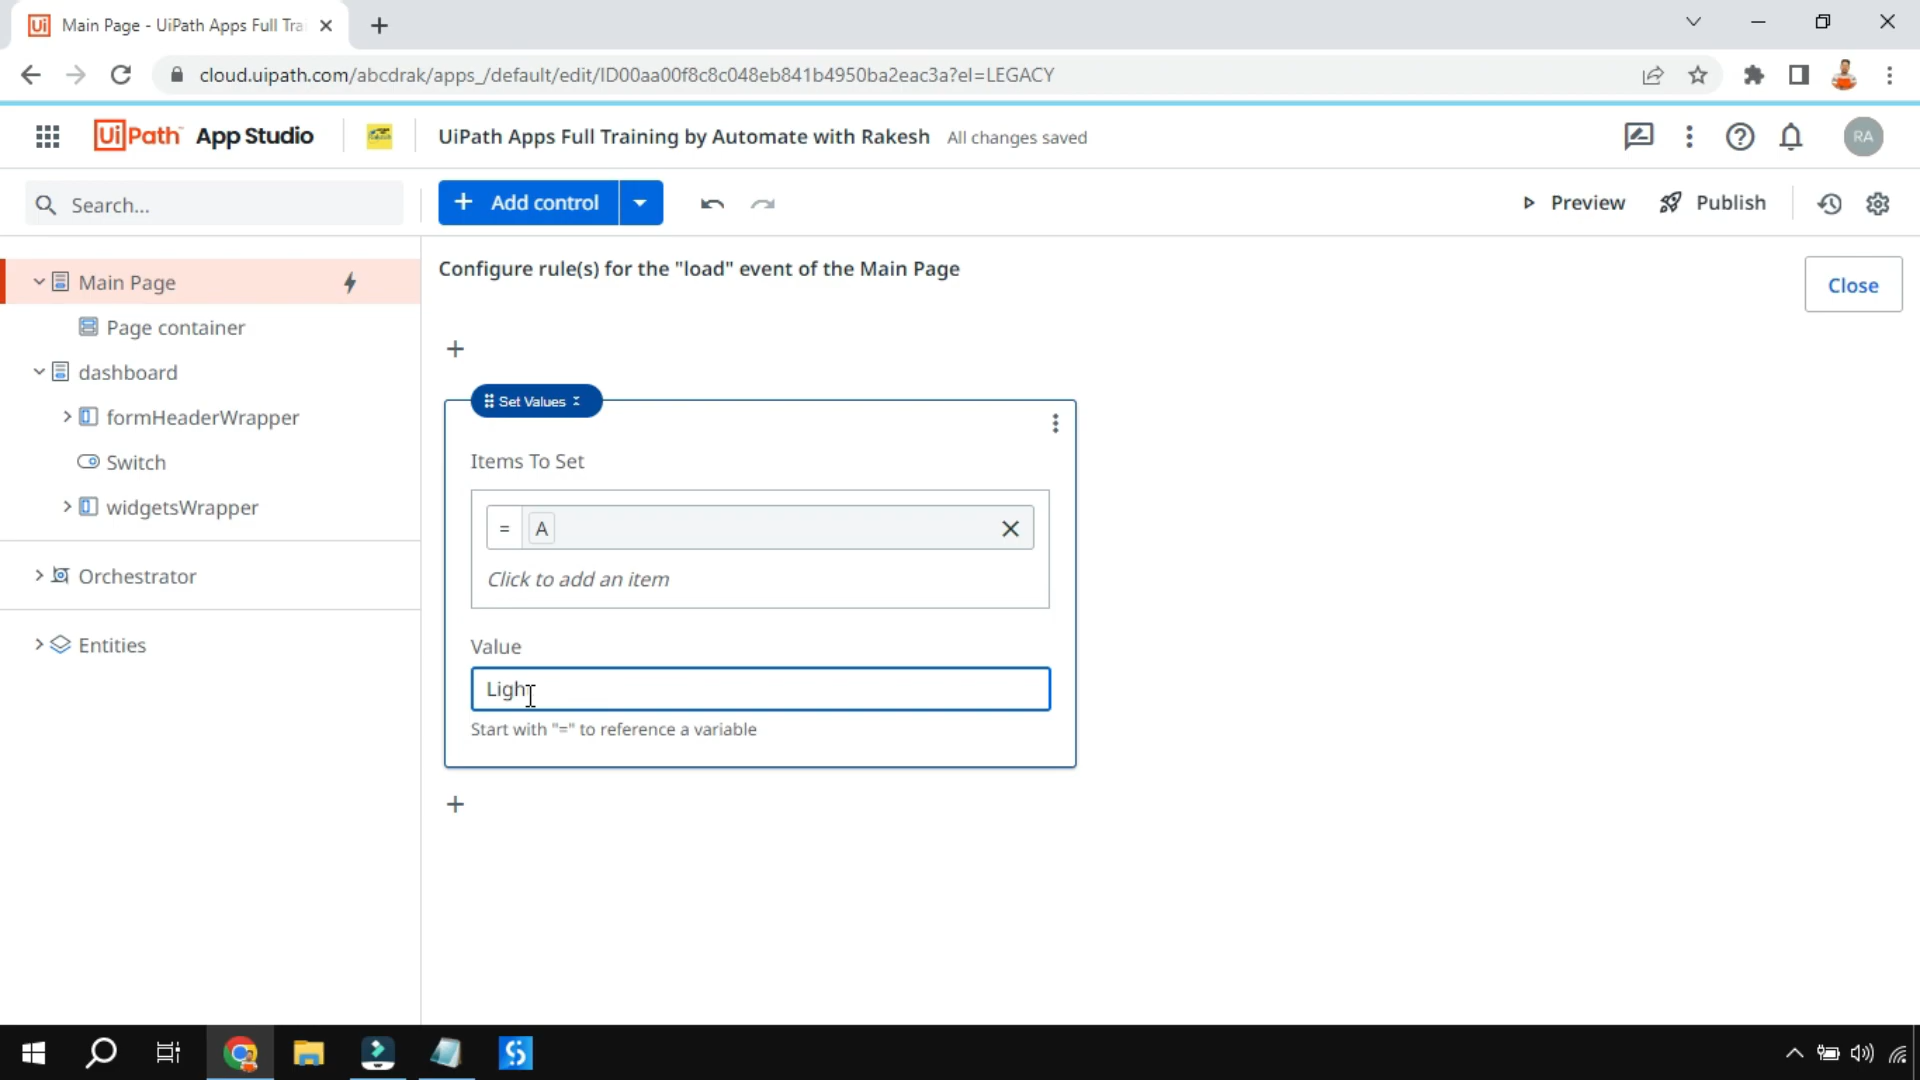 Main Page - UiPath Apps Full Tra
cloud.uipath.com/abcdrak/apps_/default/edit/ID00aa00f8c8c048eb841b4950ba2eac3a?el=LEGACY
UiPath App Studio
UiPath Apps Full Training by Automate with Rakesh All changes saved
RA
Search...
+ Add control
Preview
Publish
Main Page
Page container
dashboard
formHeaderWrapper
Switch
widgetsWrapper
Orchestrator
Entities
Configure rule(s) for the "load" event of the Main Page
Close
+
Set Values
Items To Set
= A
Click to add an item
Value
Ligh
Start with "=" to reference a variable
+